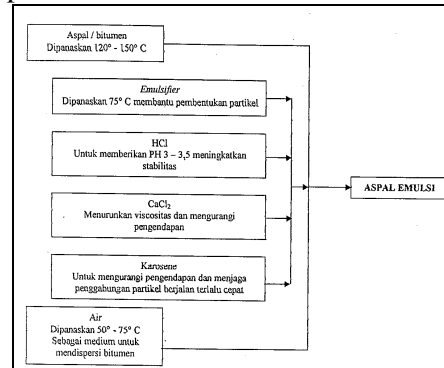 Aspal / bitumen
Dipanaskan 120° - 150° C
Emulsifier
Dipanaskan 75° C membantu pembentukan partikel
HCl
Untuk memberikan PH 3 – 3,5 meningkatkan
stabilitas
CaCl₂
Menurunkan viscositas dan mengurangi
pengendapan
Karosene
Untuk mengurangi pengendapan dan menjaga
penggabungan partikel berjalan terlalu cepat
Air
Dipanaskan 50° - 75° C
Sebagai medium untuk
mendispersi bitumen
ASPAL EMULSI